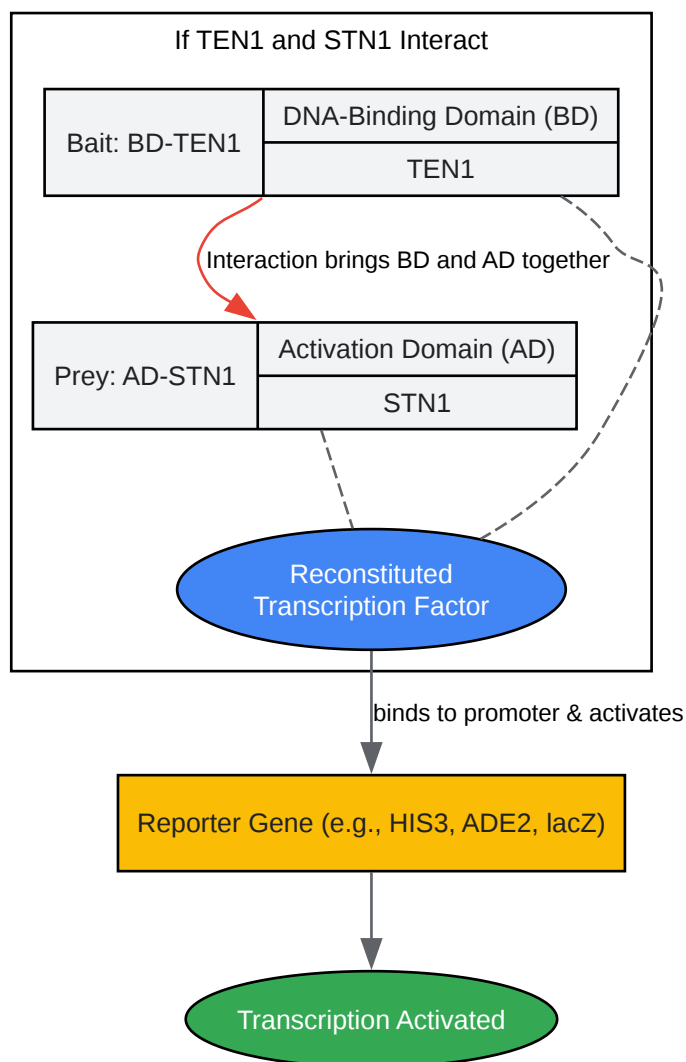 If TEN1 and STN1 Interact
Bait: BD-TEN1
DNA-Binding Domain (BD)
TEN1
Interaction brings BD and AD together
Prey: AD-STN1
Activation Domain (AD)
STN1
Reconstituted
Transcription Factor
binds to promoter & activates
Reporter Gene (e.g., HIS3, ADE2, lacZ)
Transcription Activated